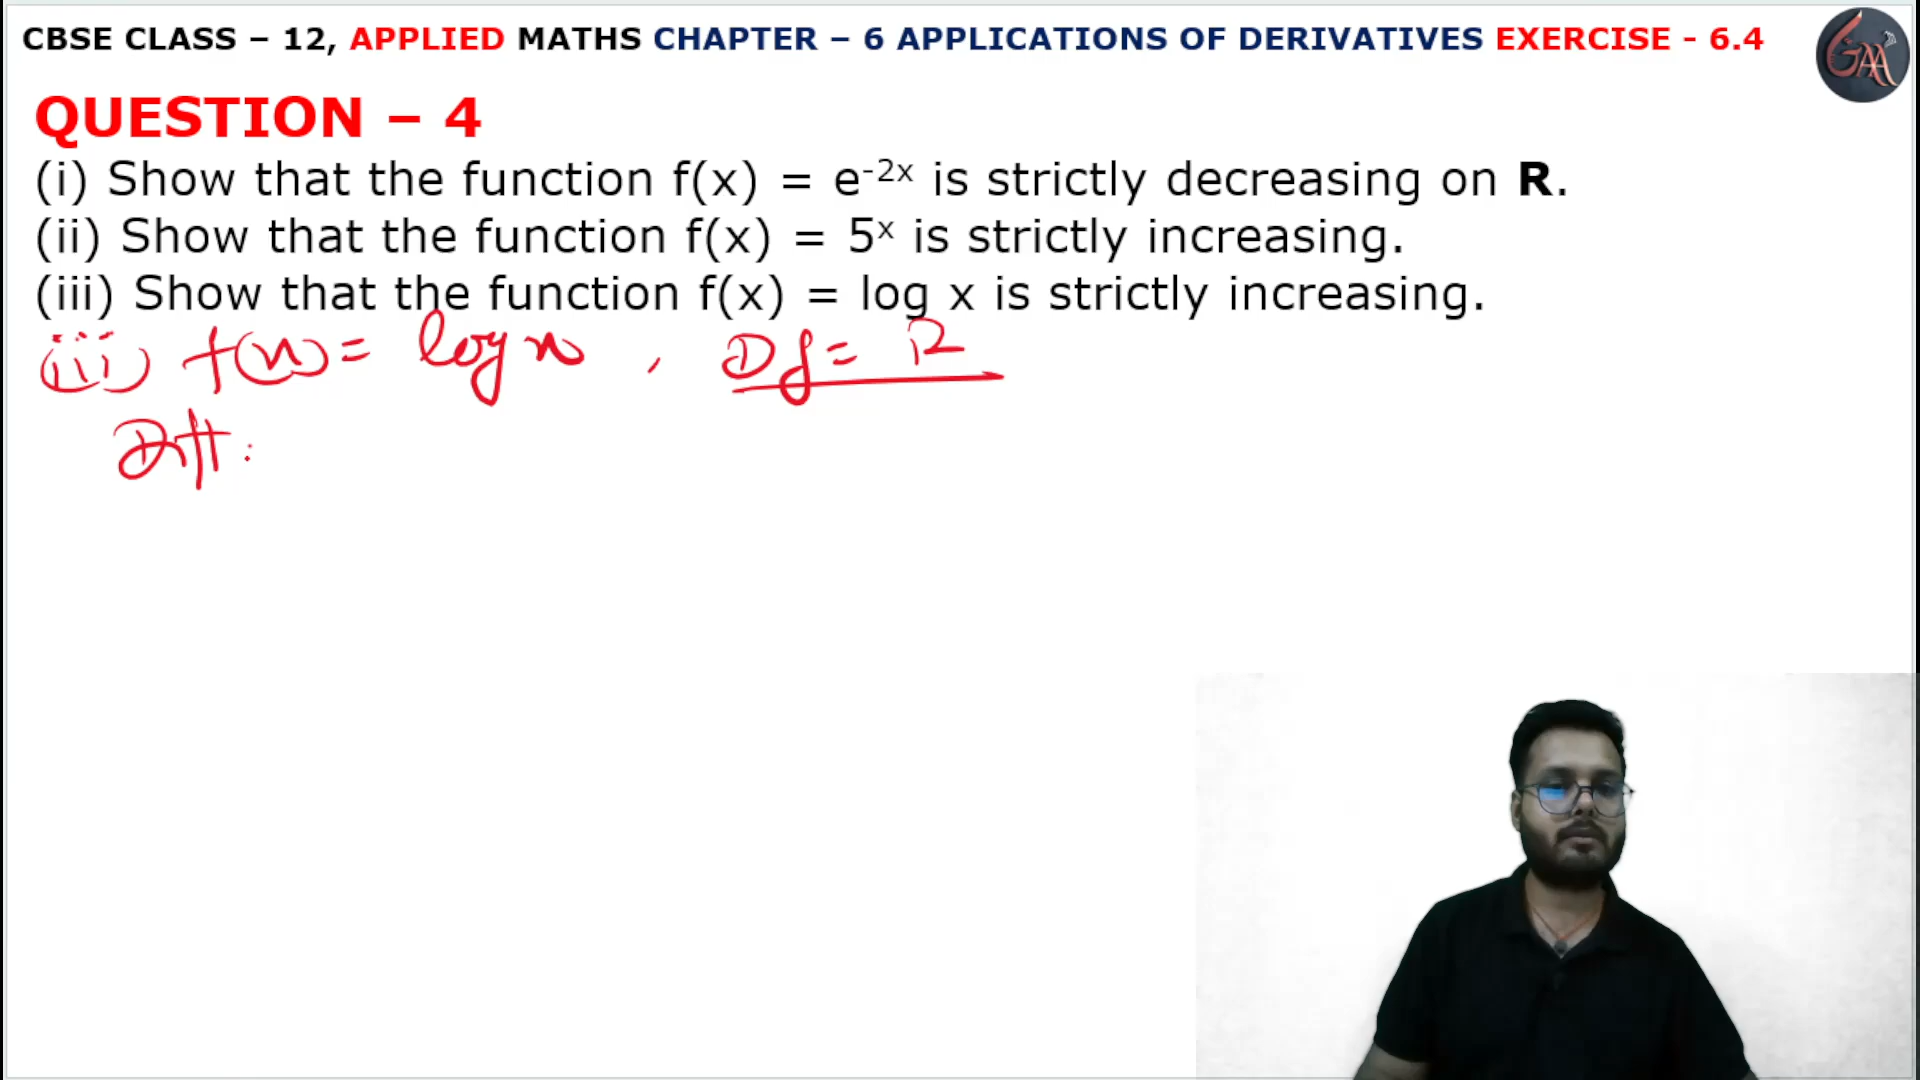 CBSE CLASS – 12, APPLIED MATHS CHAPTER – 6 APPLICATIONS OF DERIVATIVES EXERCISE - 6.4
QUESTION – 4
(i) Show that the function f(x) = e⁻²ˣ is strictly decreasing on R.
(ii) Show that the function f(x) = 5ˣ is strictly increasing.
(iii) Show that the function f(x) = log x is strictly increasing.
(iii) f(x) = log x , Df = R
Diff: